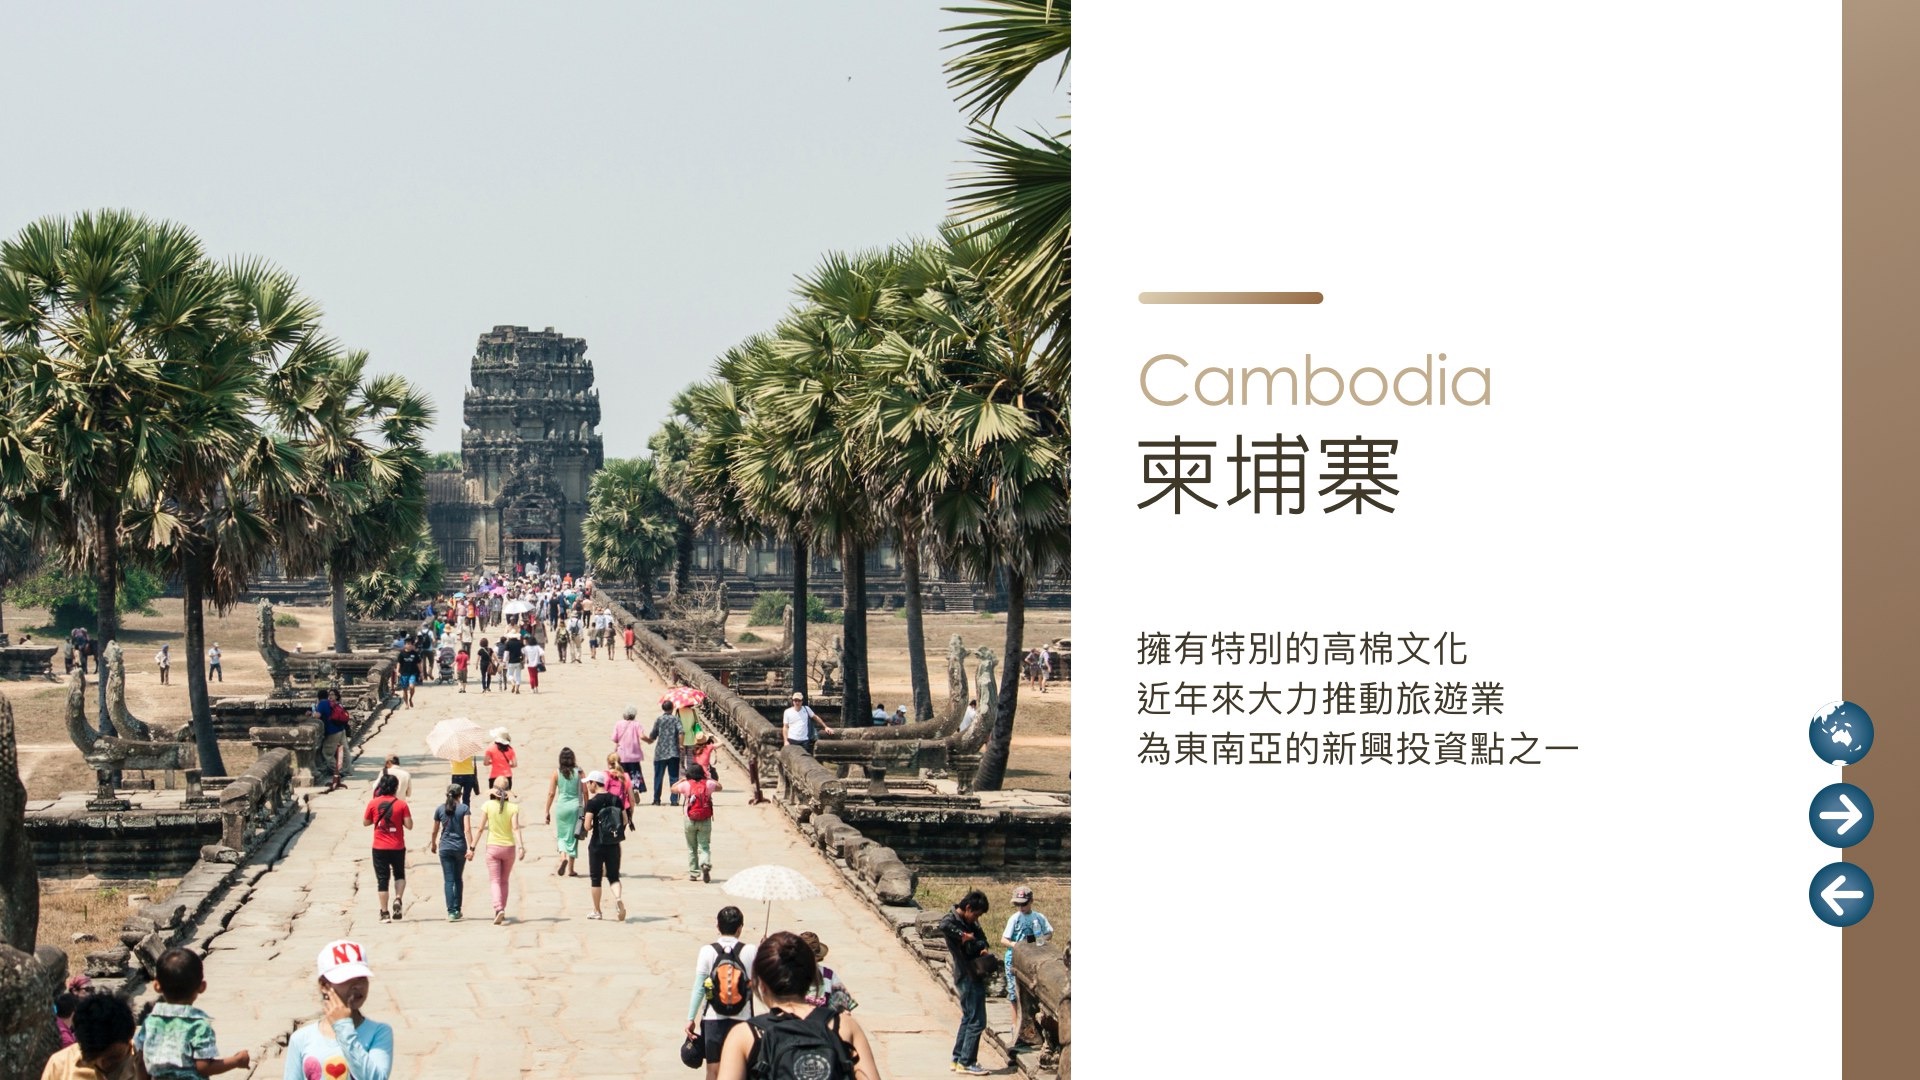 Cambodia
柬埔寨
擁有特別的高棉文化
近年來大力推動旅遊業
為東南亞的新興投資點之一
NY